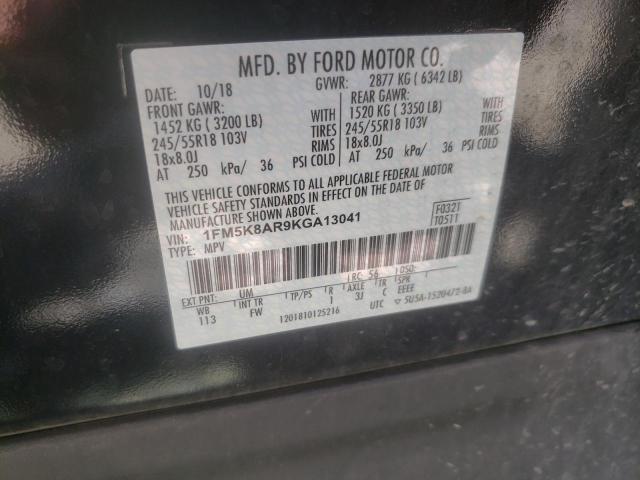 MFD. BY FORD MOTOR CO.
DATE: 10/18 GVWR: 2877 KG ( 6342 LB)
FRONT GAWR: REAR GAWR:
1452 KG ( 3200 LB) WITH 1520 KG ( 3350 LB) WITH
245/55R18 103V TIRES 245/55R18 103V TIRES
18x8.0J RIMS 18x8.0J RIMS
AT 250 kPa/ 36 PSI COLD AT 250 kPa/ 36 PSI COLD
THIS VEHICLE CONFORMS TO ALL APPLICABLE FEDERAL MOTOR
VEHICLE SAFETY STANDARDS IN EFFECT ON THE DATE OF
MANUFACTURE SHOWN ABOVE.
VIN: 1FM5K8AR9KGA13041 F0321
TYPE: MPV T0511
EXT PNT: UM RC: 56 DSO:
WB INT TR TP/PS R AXLE TR SPR
113 FW 1 3J C EEEE
1201810125216 UTC ▽ 5U5A-1520472-BA